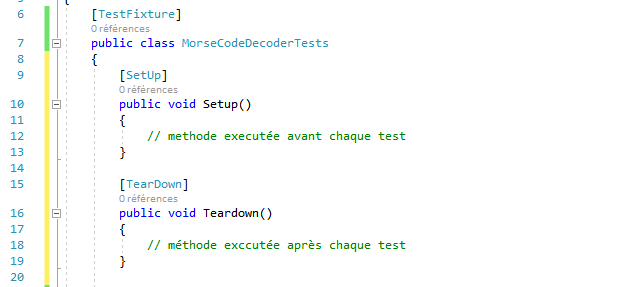 {
6 [TestFixture]
0 références
7 public class MorseCodeDecoderTests
8 {
9 [SetUp]
0 références
10 public void Setup()
11 {
12 // methode executée avant chaque test
13 }
14
15 [TearDown]
0 références
16 public void Teardown()
17 {
18 // méthode exccutée après chaque test
19 }
20